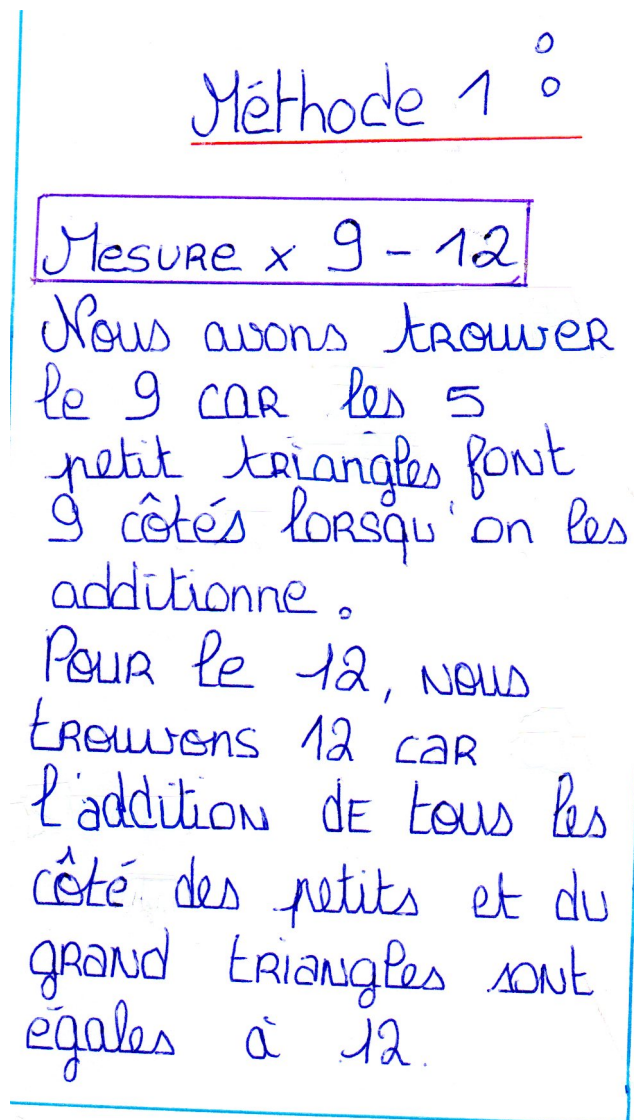 Méthode 1 :
Mesure x 9 - 12
Nous avons trouver
le 9 car les 5
petit triangles font
9 côtés lorsqu'on les
additionne.
Pour le 12, nous
trouvons 12 car
l'addition de tous les
côté des petits et du
grand triangles sont
égales à 12.